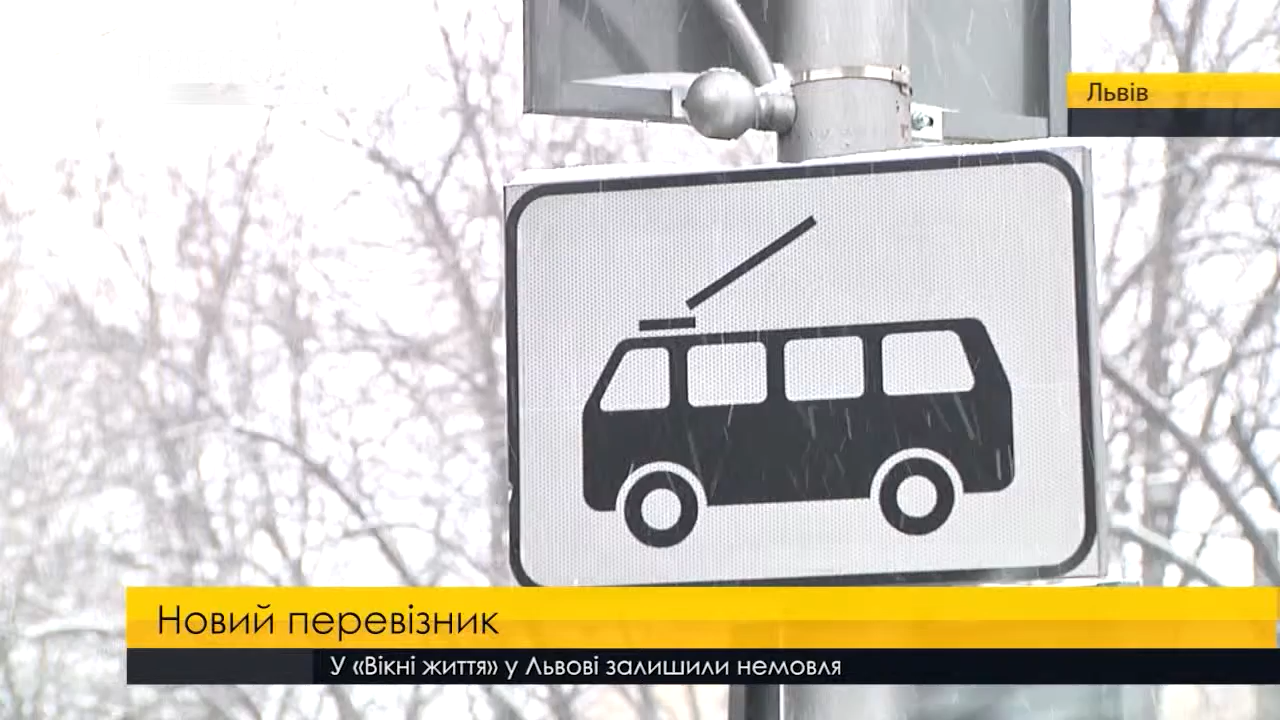 Львів
Новий перевізник
У «Вікні життя» у Львові залишили немовля